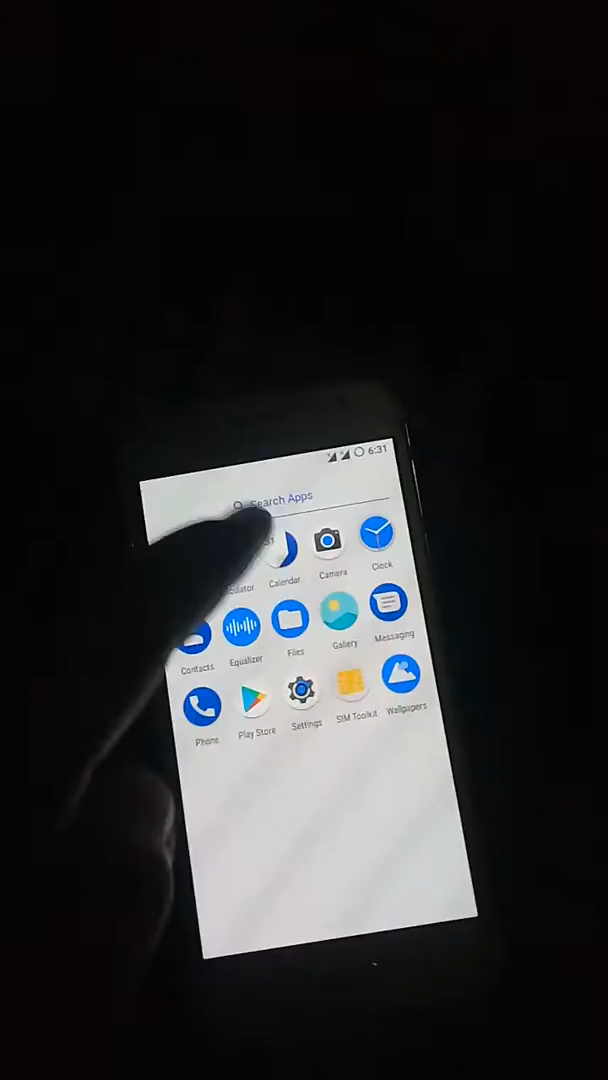 6:31
Search Apps
Calendar Camera Clock
Contacts Equalizer Files Gallery Messaging
Phone Play Store Settings SIM Toolkit Wallpapers